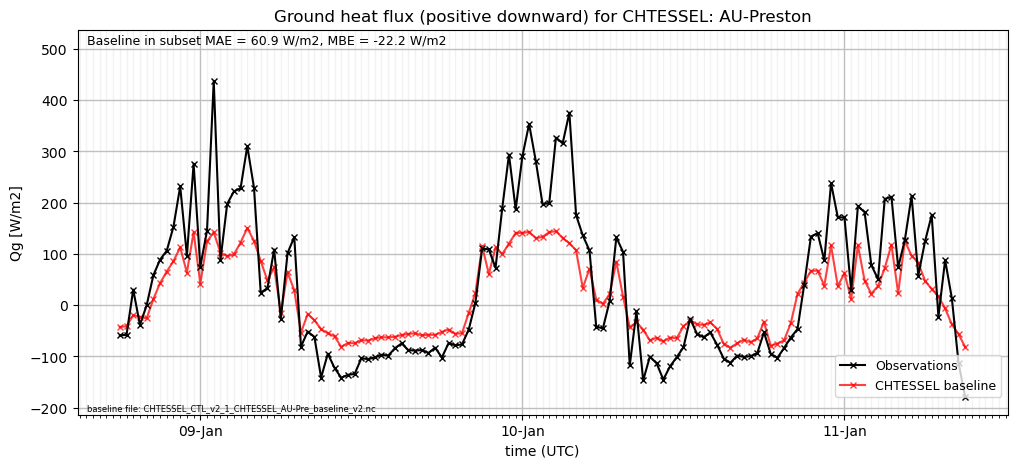 Ground heat flux (positive downward) for CHTESSEL: AU-Preston
Baseline in subset MAE = 60.9 W/m2, MBE = -22.2 W/m2
500
400
300
200
100
0
−100
−200
Qg [W/m2]
Observations
CHTESSEL baseline
baseline file: CHTESSEL_CTL_v2_1_CHTESSEL_AU-Pre_baseline_v2.nc
09-Jan
10-Jan
11-Jan
time (UTC)